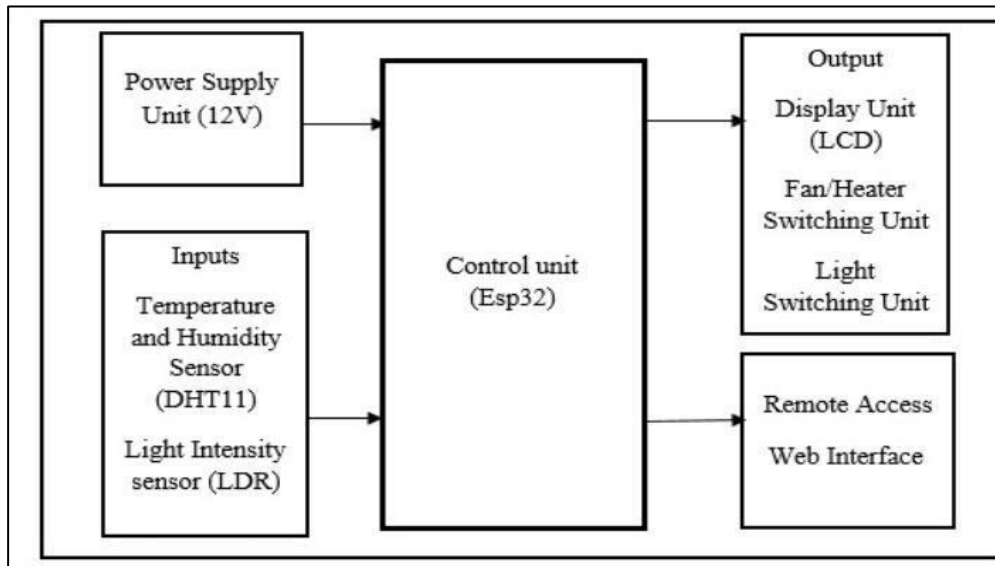 Power Supply
Unit (12V)
Inputs
Temperature
and Humidity
Sensor
(DHT11)
Light Intensity
sensor (LDR)
Control unit
(Esp32)
Output
Display Unit
(LCD)
Fan/Heater
Switching Unit
Light
Switching Unit
Remote Access
Web Interface